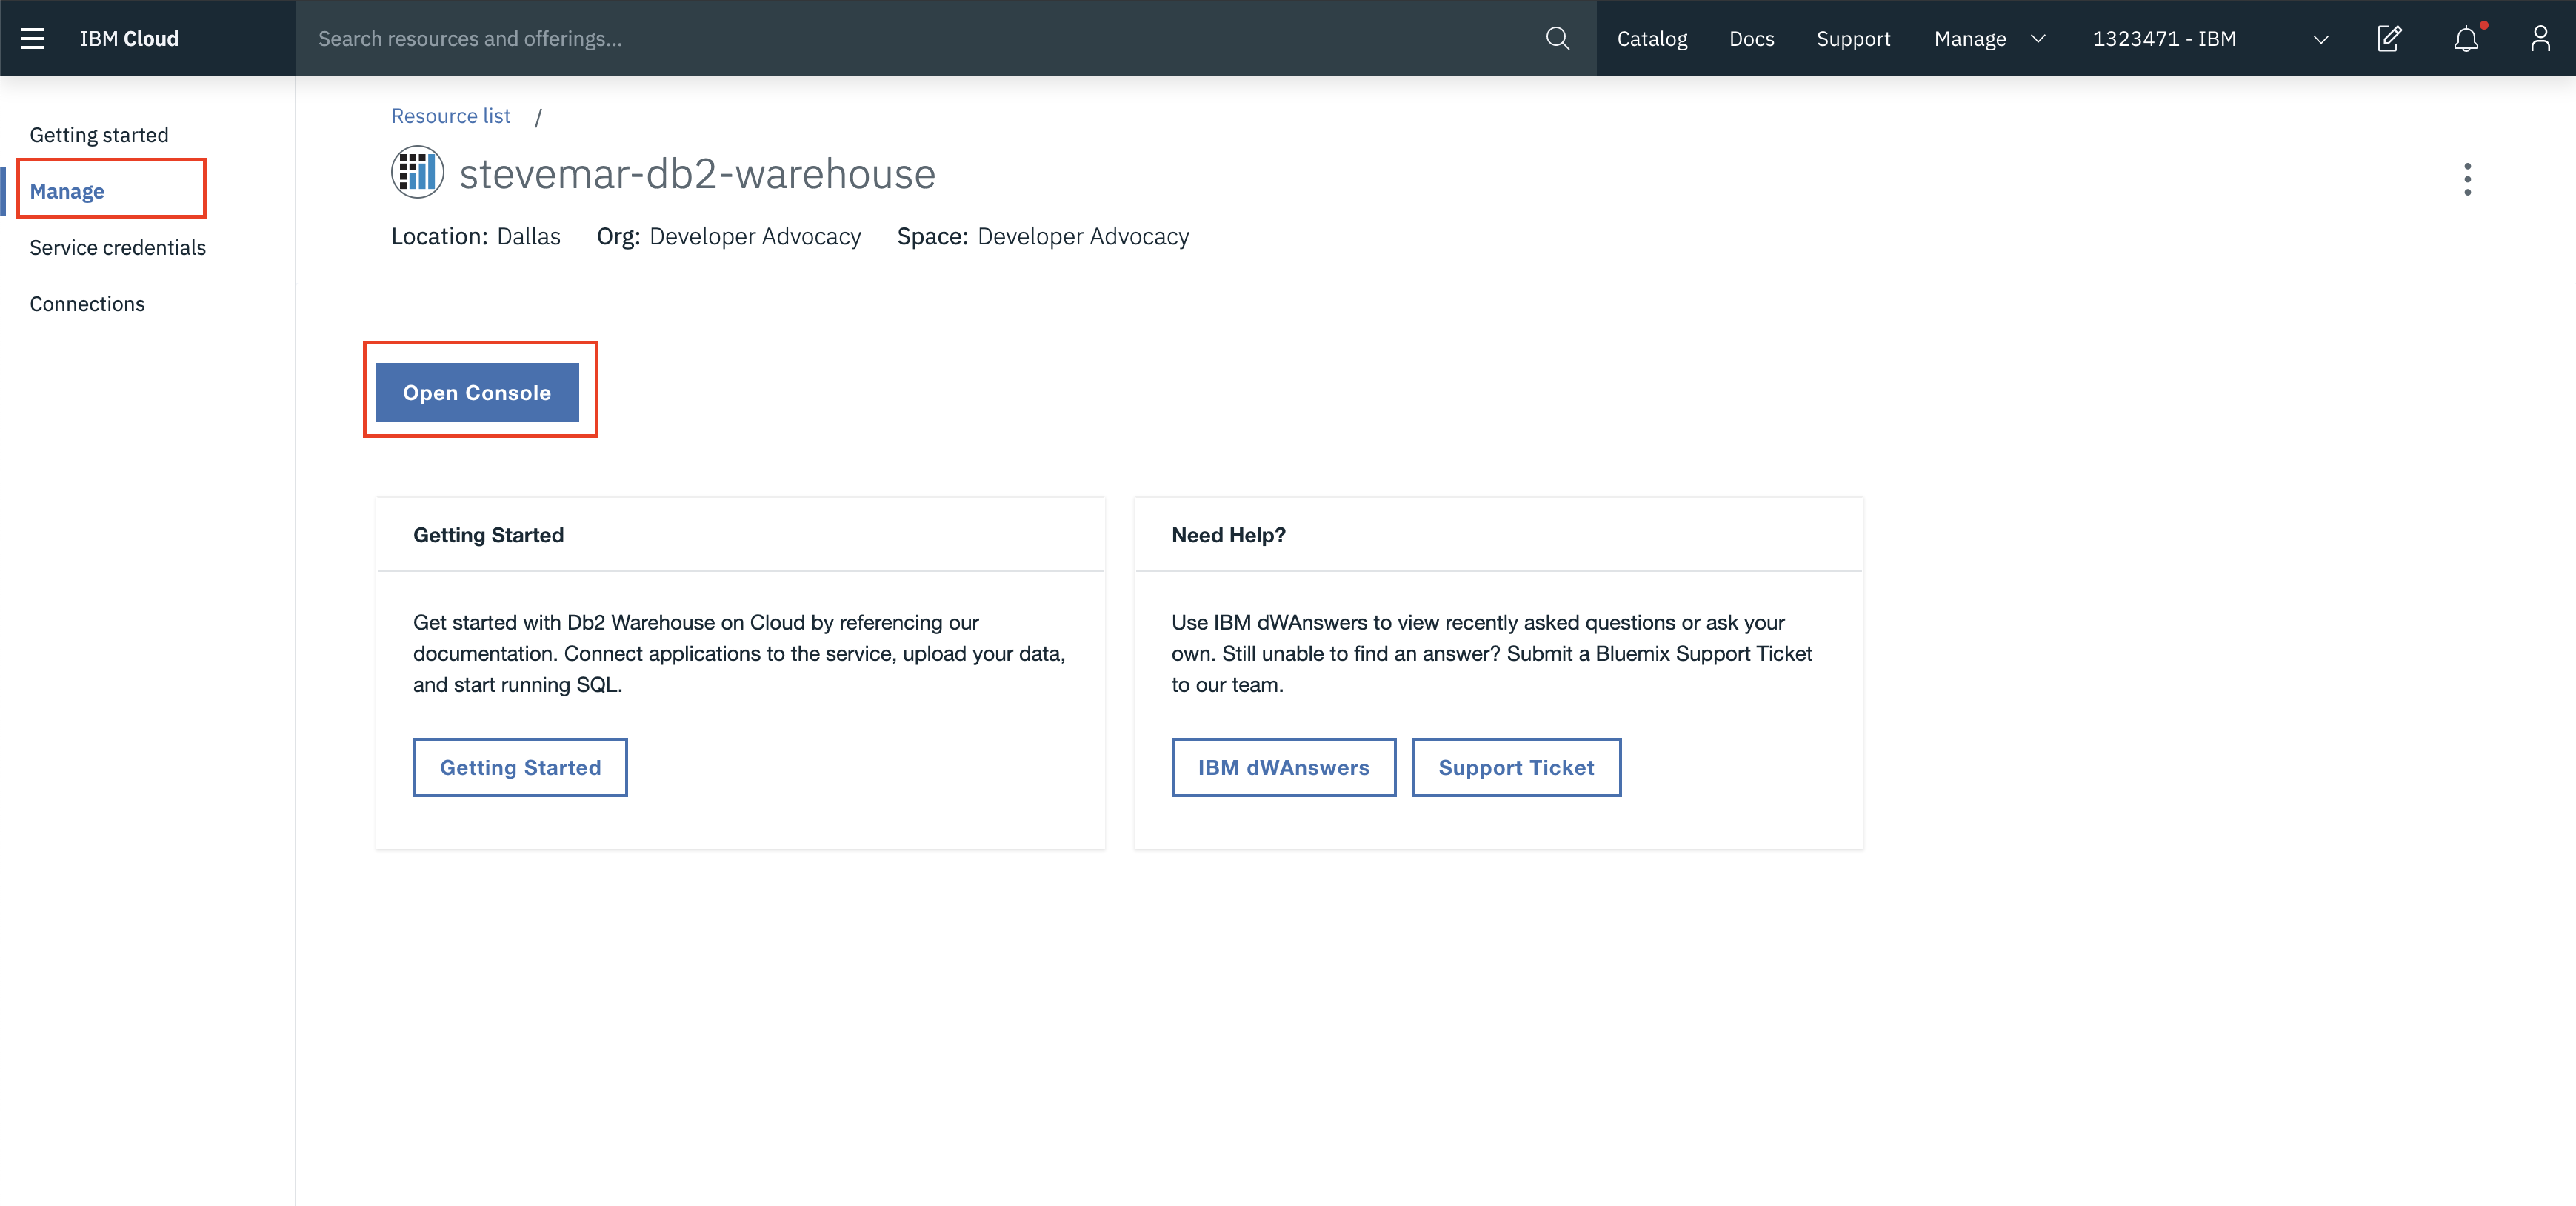 IBM Cloud
Search resources and offerings...
Catalog
Docs
Support
Manage
1323471 - IBM
Getting started
Manage
Service credentials
Connections
Resource list /
stevemar-db2-warehouse
Location: Dallas Org: Developer Advocacy Space: Developer Advocacy
Open Console
Getting Started
Get started with Db2 Warehouse on Cloud by referencing our
documentation. Connect applications to the service, upload your data,
and start running SQL.
Getting Started
Need Help?
Use IBM dWAnswers to view recently asked questions or ask your
own. Still unable to find an answer? Submit a Bluemix Support Ticket
to our team.
IBM dWAnswers
Support Ticket